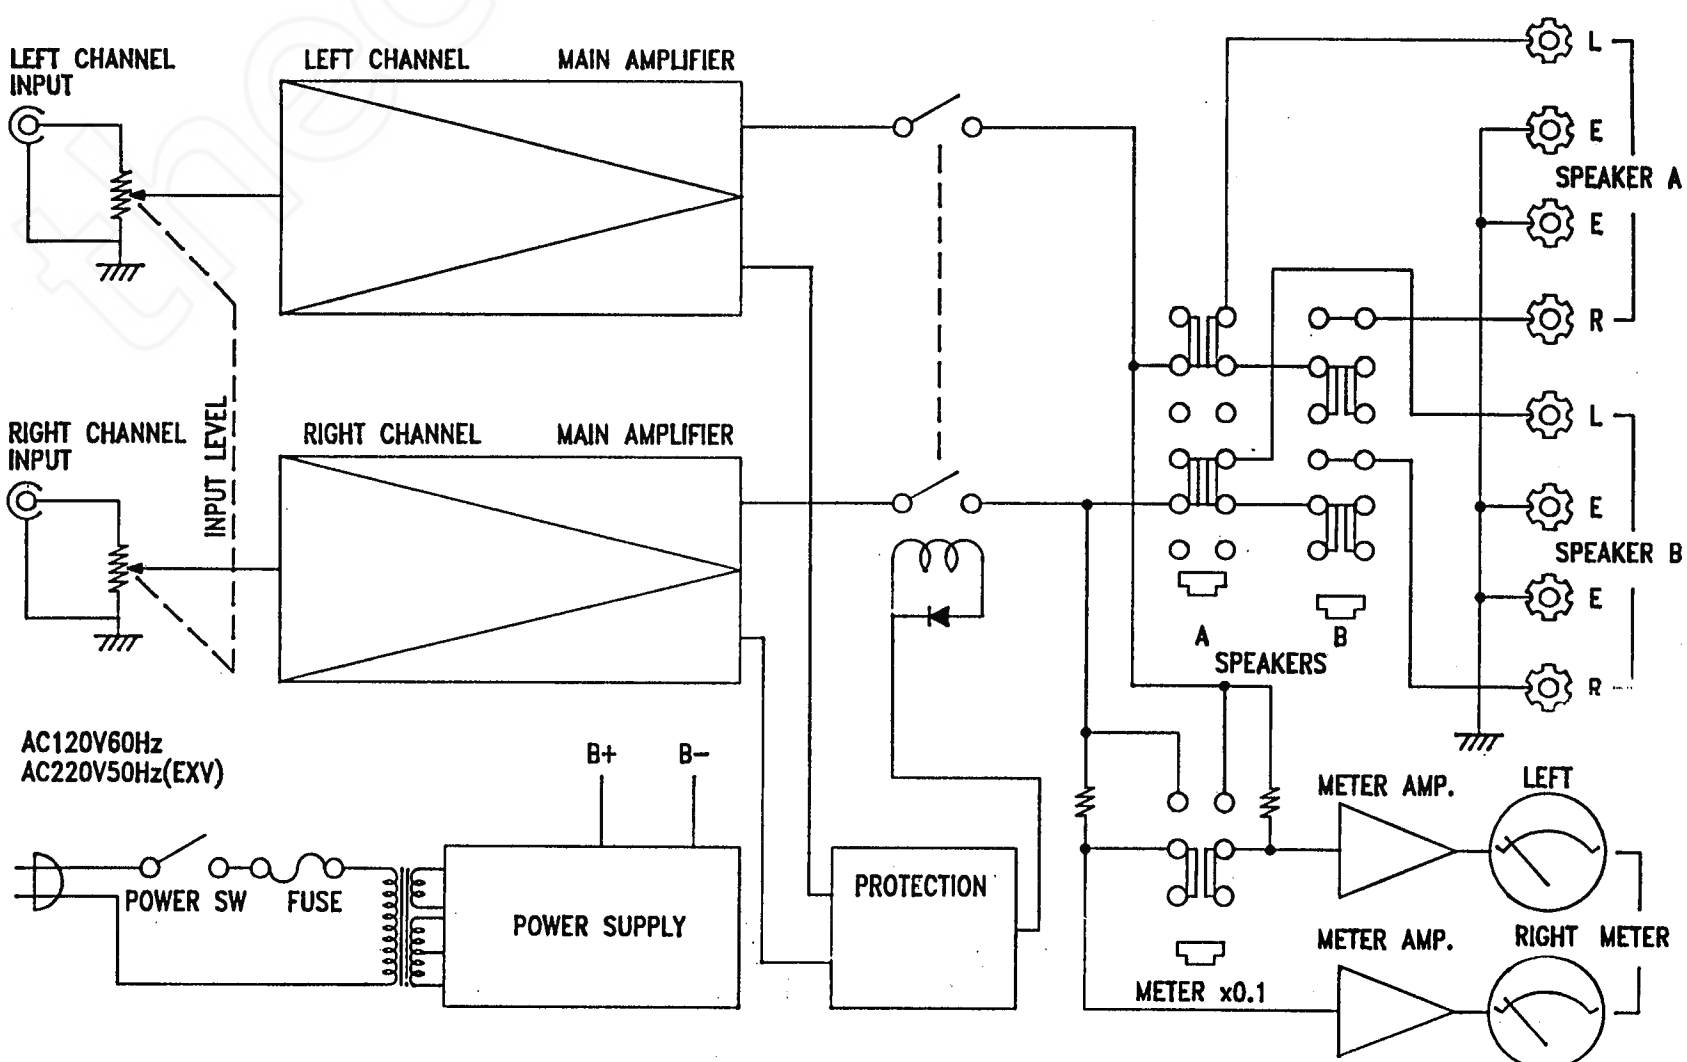 LEFT CHANNEL
INPUT
LEFT CHANNEL
MAIN AMPLIFIER
L
E
SPEAKER A
E
R
RIGHT CHANNEL
INPUT
INPUT LEVEL
RIGHT CHANNEL
MAIN AMPLIFIER
L
E
SPEAKER B
E
R
A
B
SPEAKERS
AC120V60Hz
AC220V50Hz(EXV)
B+
B-
POWER SW
FUSE
POWER SUPPLY
PROTECTION
METER AMP.
LEFT
METER AMP.
RIGHT METER
METER x0.1